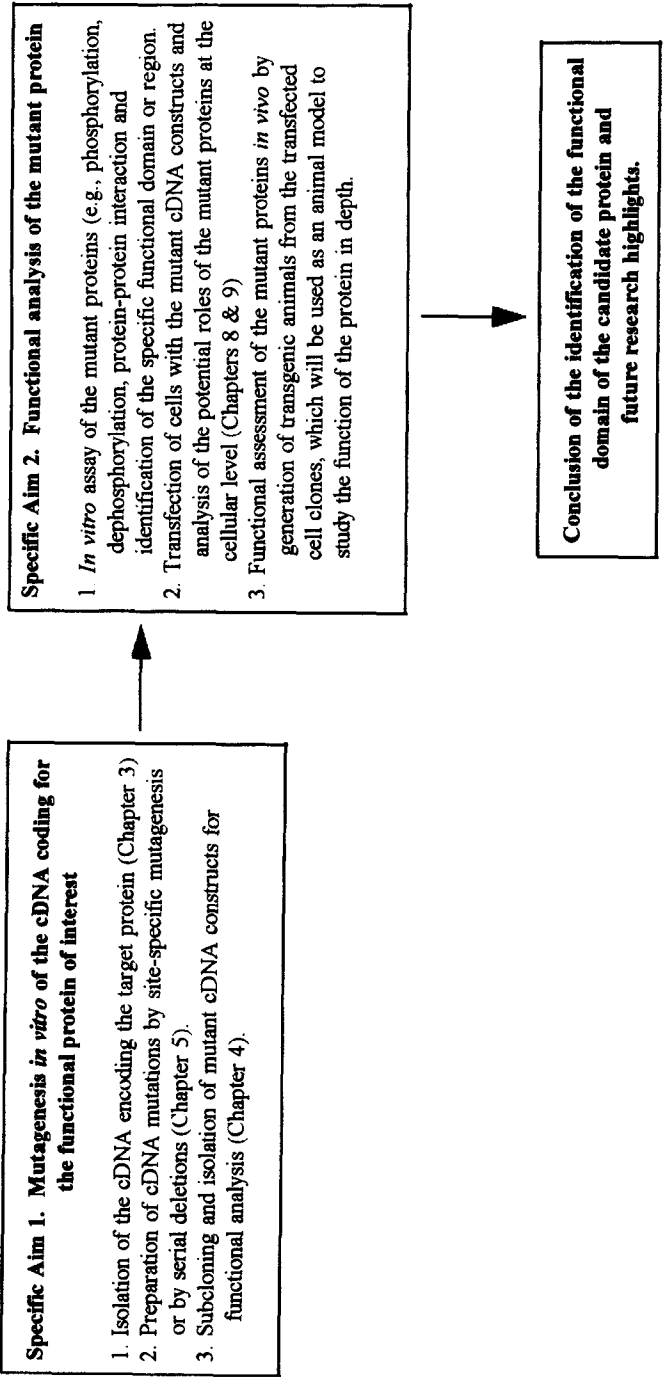 Specific Aim 1. Mutagenesis in vitro of the cDNA coding for
the functional protein of interest
1. Isolation of the cDNA encoding the target protein (Chapter 3)
2. Preparation of cDNA mutations by site-specific mutagenesis
or by serial deletions (Chapter 5).
3. Subcloning and isolation of mutant cDNA constructs for
functional analysis (Chapter 4).
Specific Aim 2. Functional analysis of the mutant protein
1. In vitro assay of the mutant proteins (e.g., phosphorylation,
dephosphorylation, protein-protein interaction and
identification of the specific functional domain or region.
2. Transfection of cells with the mutant cDNA constructs and
analysis of the potential roles of the mutant proteins at the
cellular level (Chapters 8 & 9)
3. Functional assessment of the mutant proteins in vivo by
generation of transgenic animals from the transfected
cell clones, which will be used as an animal model to
study the function of the protein in depth.
Conclusion of the identification of the functional
domain of the candidate protein and
future research highlights.